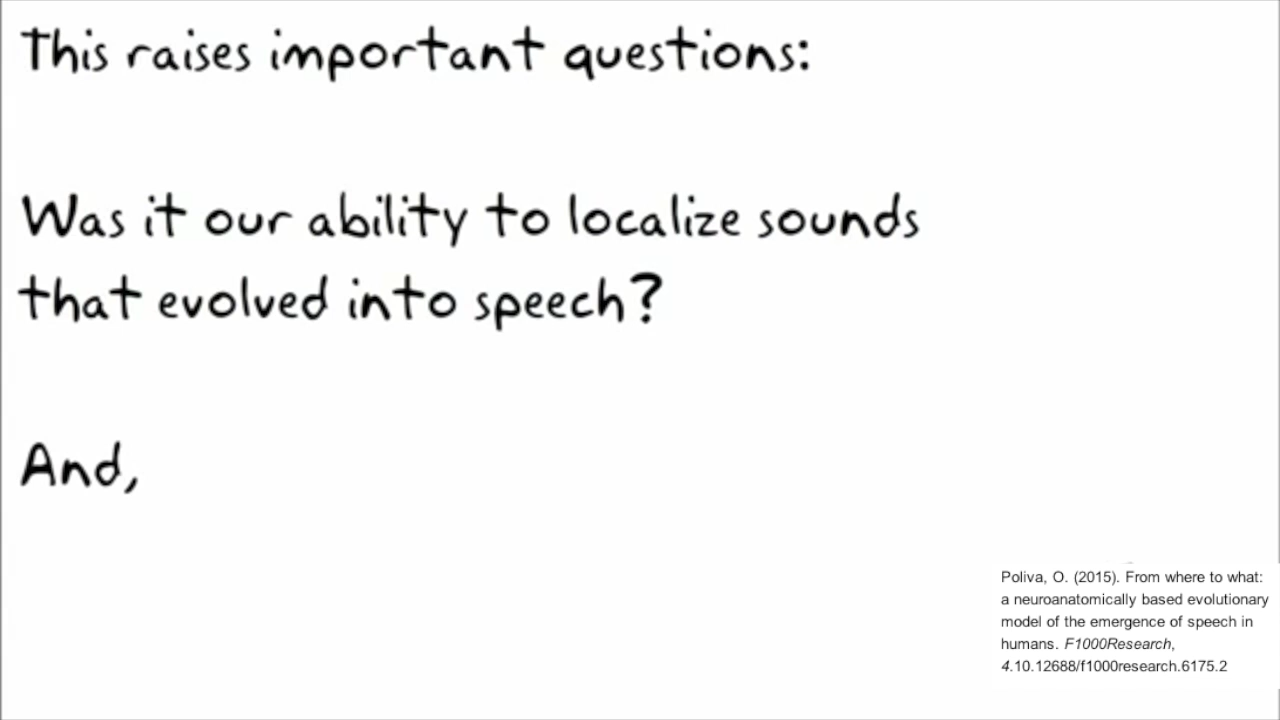 This raises important questions:
Was it our ability to localize sounds
that evolved into speech?
And,
Poliva, O. (2015). From where to what:
a neuroanatomically based evolutionary
model of the emergence of speech in
humans. F1000Research,
4.10.12688/f1000research.6175.2